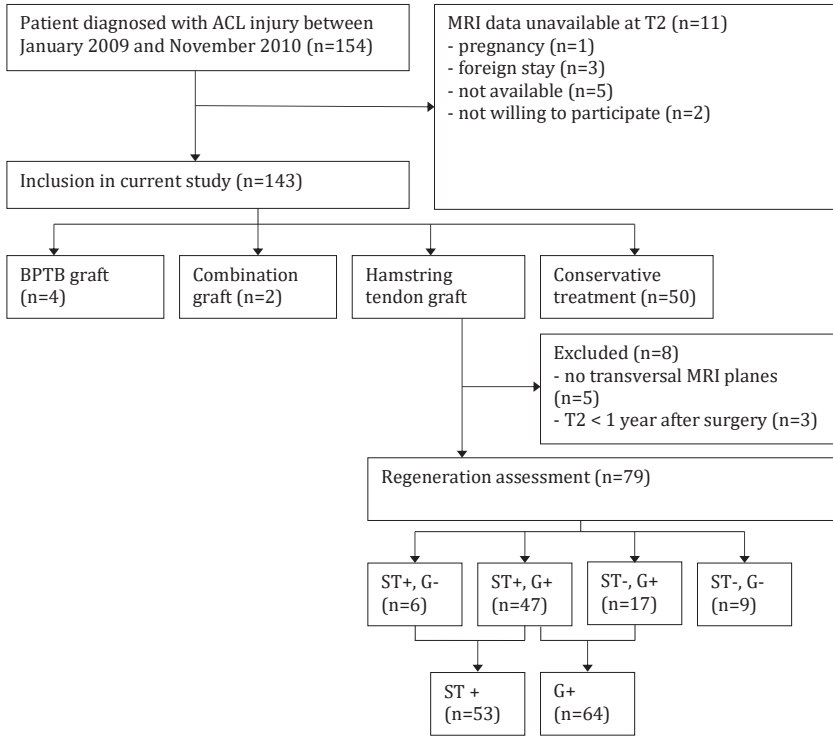 Patient diagnosed with ACL injury between
January 2009 and November 2010 (n=154)
MRI data unavailable at T2 (n=11)
- pregnancy (n=1)
- foreign stay (n=3)
- not available (n=5)
- not willing to participate (n=2)
Inclusion in current study (n=143)
BPTB graft
(n=4)
Combination
graft (n=2)
Hamstring
tendon graft
Conservative
treatment (n=50)
Excluded (n=8)
- no transversal MRI planes
(n=5)
- T2 < 1 year after surgery (n=3)
Regeneration assessment (n=79)
ST+, G-
(n=6)
ST+, G+
(n=47)
ST-, G+
(n=17)
ST-, G-
(n=9)
ST +
(n=53)
G+
(n=64)